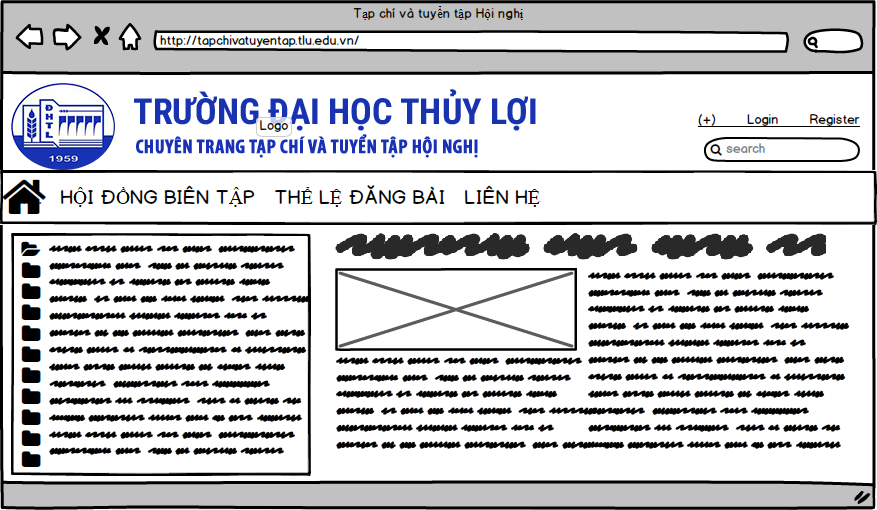 Tạp chí và tuyển tập Hội nghị
http://tapchivatuyentap.tlu.edu.vn/
ĐHTL
1959
TRƯỜNG ĐẠI HỌC THỦY LỢI
Logo
CHUYÊN TRANG TẠP CHÍ VÀ TUYỂN TẬP HỘI NGHỊ
(+) Login Register
search
HỘI ĐỒNG BIÊN TẬP THỂ LỆ ĐĂNG BÀI LIÊN HỆ